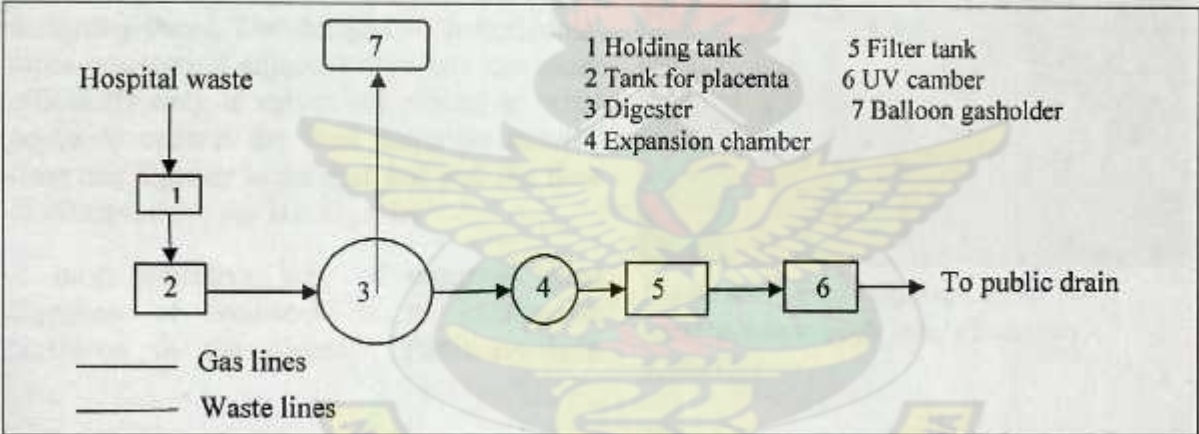 7
1 Holding tank
5 Filter tank
Hospital waste
2 Tank for placenta
6 UV camber
3 Digester
7 Balloon gasholder
4 Expansion chamber
1
2
3
4
5
6
To public drain
Gas lines
Waste lines